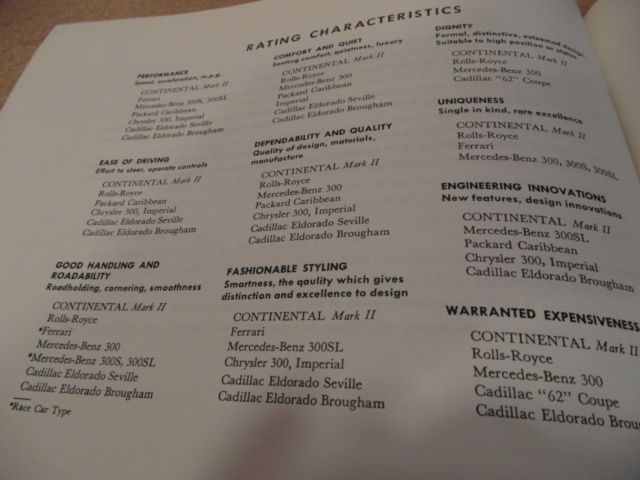 RATING CHARACTERISTICS
PERFORMANCE
Speed, acceleration, m.p.g.
CONTINENTAL Mark II
Ferrari
Mercedes-Benz 300S, 300SL
Packard Caribbean
Chrysler 300, Imperial
Cadillac Eldorado Seville
Cadillac Eldorado Brougham
EASE OF DRIVING
Effort to steer, operate controls
CONTINENTAL Mark II
Rolls-Royce
Packard Caribbean
Chrysler 300, Imperial
Cadillac Eldorado Seville
Cadillac Eldorado Brougham
GOOD HANDLING AND
ROADABILITY
Roadholding, cornering, smoothness
CONTINENTAL Mark II
Rolls-Royce
*Ferrari
Mercedes-Benz 300
*Mercedes-Benz 300S, 300SL
Cadillac Eldorado Seville
Cadillac Eldorado Brougham
*Race Car Type
COMFORT AND QUIET
Seating comfort, quietness, luxury
CONTINENTAL Mark II
Rolls-Royce
Mercedes-Benz 300
Packard Caribbean
Imperial
Cadillac Eldorado Seville
Cadillac Eldorado Brougham
DEPENDABILITY AND QUALITY
Quality of design, materials,
manufacture
CONTINENTAL Mark II
Rolls-Royce
Mercedes-Benz 300
Packard Caribbean
Chrysler 300, Imperial
Cadillac Eldorado Seville
Cadillac Eldorado Brougham
FASHIONABLE STYLING
Smartness, the qaulity which gives
distinction and excellence to design
CONTINENTAL Mark II
Ferrari
Mercedes-Benz 300SL
Chrysler 300, Imperial
Cadillac Eldorado Seville
Cadillac Eldorado Brougham
DIGNITY
Formal, distinctive, esteemed design.
Suitable to high position or station
CONTINENTAL Mark II
Rolls-Royce
Mercedes-Benz 300
Cadillac "62" Coupe
UNIQUENESS
Single in kind, rare excellence
CONTINENTAL Mark II
Rolls-Royce
Ferrari
Mercedes-Benz 300, 300S, 300SL
ENGINEERING INNOVATIONS
New features, design innovations
CONTINENTAL Mark II
Mercedes-Benz 300SL
Packard Caribbean
Chrysler 300, Imperial
Cadillac Eldorado Brougham
WARRANTED EXPENSIVENESS
CONTINENTAL Mark II
Rolls-Royce
Mercedes-Benz 300
Cadillac "62" Coupe
Cadillac Eldorado Brou